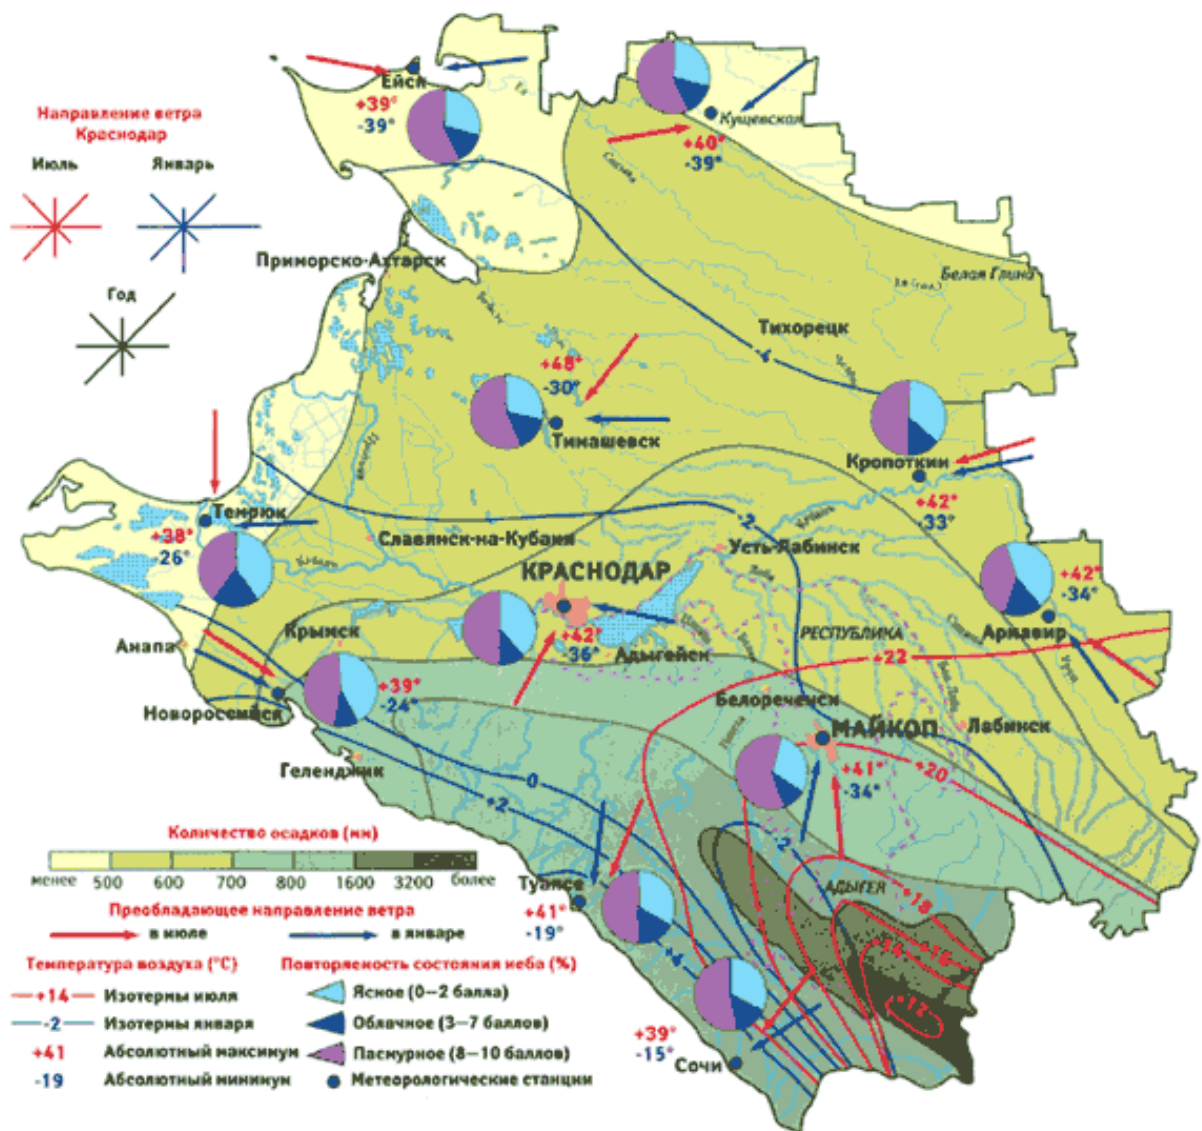 Ейск
+39°
-39°
Кущевская
+40°
-39°
Направление ветра
Краснодар
Июль
Январь
Год
Приморско-Ахтарск
Белая Глина
Тихорецк
-4
+48°
-30°
Тимашевск
Кропоткин
+42°
-33°
Темрюк
+38°
26°
-2
Славянск-на-Кубани
Усть-Лабинск
Кубань
Лаба
КРАСНОДАР
+42°
-36°
+42°
-34°
Армавир
Анапа
Крымск
Адыгейск
РЕСПУБЛИКА
+22
Уруп
+39°
-24°
Новороссийск
Белореченск
МАЙКОП
Лабинск
+41°
-34°
+20
Геленджик
0
+2
-2
Количество осадков (мм)
менее 500 600 700 800 1600 3200 более
Туапсе
+41°
-19°
АДЫГЕЯ
+18
+16
+14
+12
+4
Преобладающее направление ветра
в июле
в январе
Температура воздуха (°C)
Повторяесость состояния неба (%)
+14 Изотермы июля
Ясное (0–2 балла)
-2 Изотермы января
Облачное (3–7 баллов)
+41 Абсолютный максимум
Пасмурное (8–10 баллов)
-19 Абсолютный минимум
Метеорологические станции
+39°
-15°
Сочи